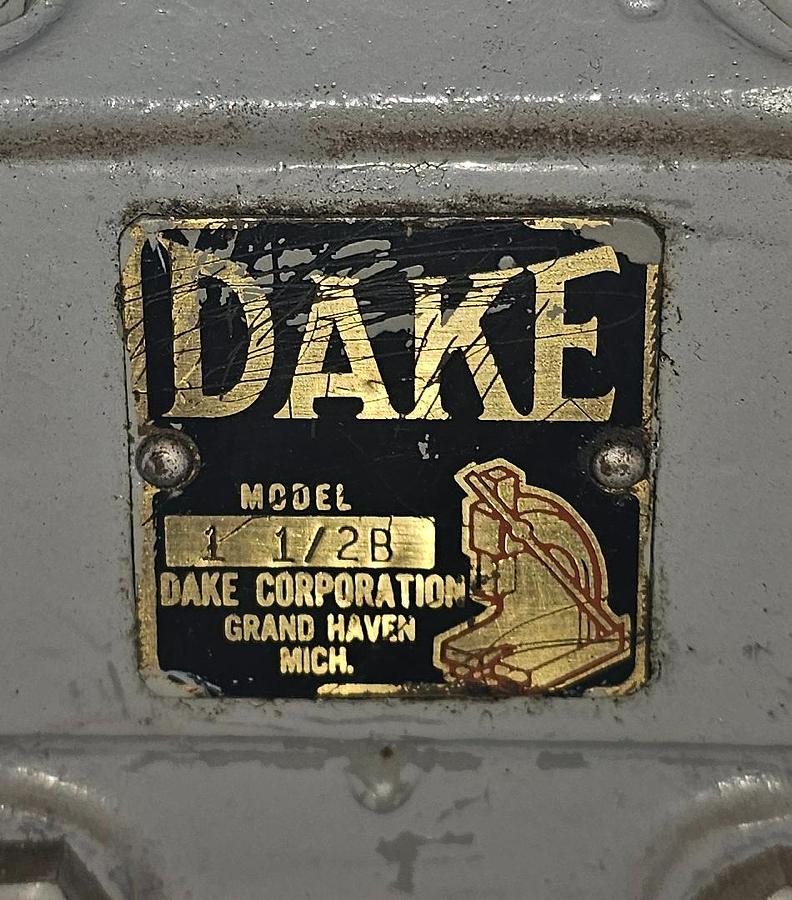 DAKE
MODEL
1 1/2B
DAKE CORPORATION
GRAND HAVEN
MICH.